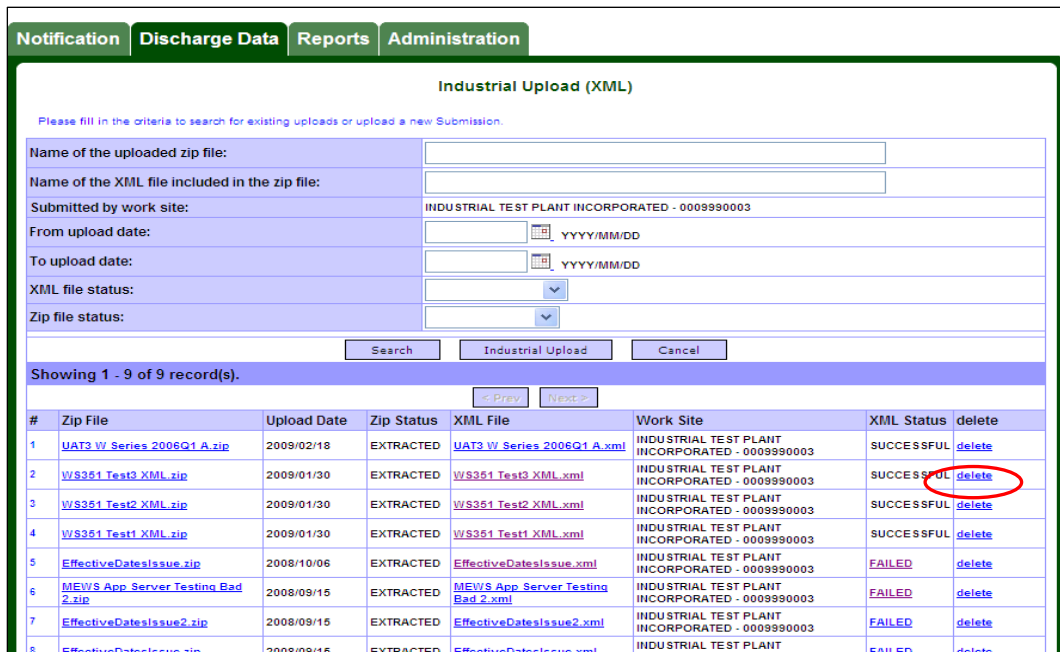 Notification Discharge Data Reports Administration
Industrial Upload (XML)
Please fill in the criteria to search for existing uploads or upload a new Submission.
Name of the uploaded zip file:
Name of the XML file included in the zip file:
Submitted by work site: INDUSTRIAL TEST PLANT INCORPORATED - 0009990003
From upload date: YYYY/MM/DD
To upload date: YYYY/MM/DD
XML file status:
Zip file status:
Search Industrial Upload Cancel
Showing 1 - 9 of 9 record(s).
< Prev Next >
# Zip File Upload Date Zip Status XML File Work Site XML Status delete
1 UAT3 W Series 2006Q1 A.zip 2009/02/18 EXTRACTED UAT3 W Series 2006Q1 A.xml INDUSTRIAL TEST PLANT SUCCESSFUL delete
INCORPORATED - 0009990003
2 WS351 Test3 XML.zip 2009/01/30 EXTRACTED WS351 Test3 XML.xml INDUSTRIAL TEST PLANT SUCCESSFUL delete
INCORPORATED - 0009990003
3 WS351 Test2 XML.zip 2009/01/30 EXTRACTED WS351 Test2 XML.xml INDUSTRIAL TEST PLANT SUCCESSFUL delete
INCORPORATED - 0009990003
4 WS351 Test1 XML.zip 2009/01/30 EXTRACTED WS351 Test1 XML.xml INDUSTRIAL TEST PLANT SUCCESSFUL delete
INCORPORATED - 0009990003
5 EffectiveDatesIssue.zip 2008/10/06 EXTRACTED EffectiveDatesIssue.xml INDUSTRIAL TEST PLANT FAILED delete
INCORPORATED - 0009990003
6 MEWS App Server Testing Bad 2008/09/15 EXTRACTED MEWS App Server Testing INDUSTRIAL TEST PLANT FAILED delete
2.zip Bad 2.xml INCORPORATED - 0009990003
7 EffectiveDatesIssue2.zip 2008/09/15 EXTRACTED EffectiveDatesIssue2.xml INDUSTRIAL TEST PLANT FAILED delete
INCORPORATED - 0009990003
8 EffectiveDatesIssue.zip 2008/09/15 EXTRACTED EffectiveDatesIssue.xml INDUSTRIAL TEST PLANT FAILED delete